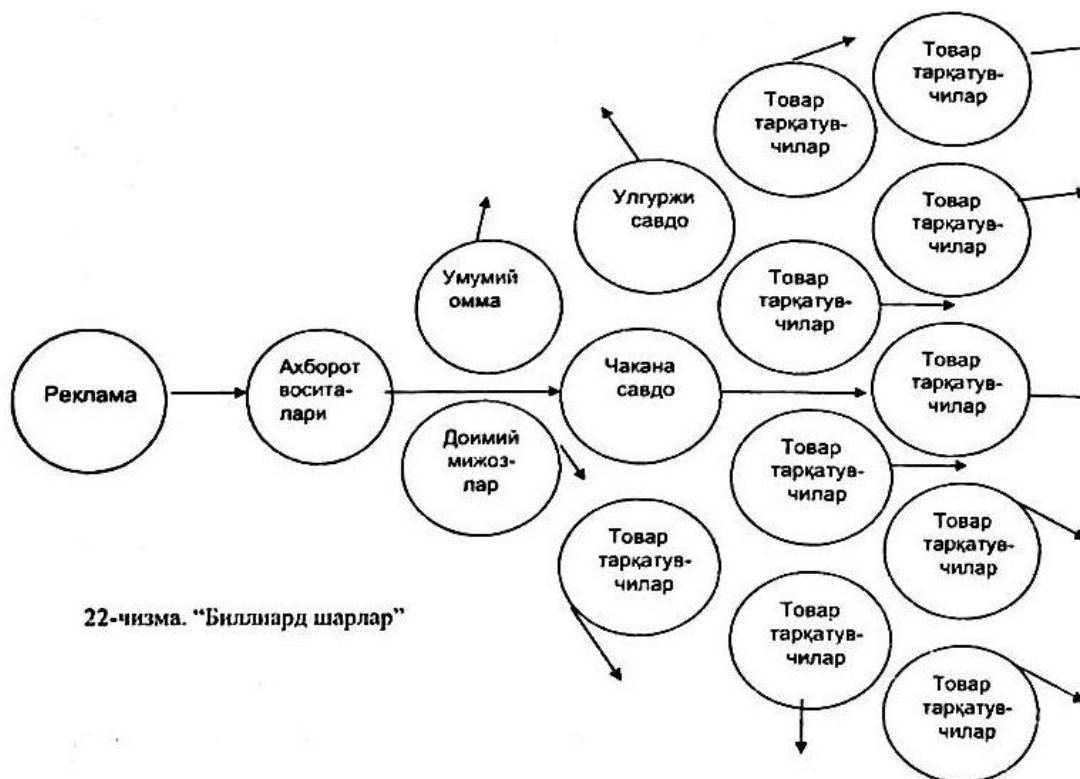 Реклама
Ахборот
восита-
лари
Умумий
омма
Доимий
мижоз-
лар
Улгуржи
савдо
Чакана
савдо
Товар
тарқатув-
чилар
Товар
тарқатув-
чилар
Товар
тарқатув-
чилар
Товар
тарқатув-
чилар
Товар
тарқатув-
чилар
Товар
тарқатув-
чилар
Товар
тарқатув-
чилар
Товар
тарқатув-
чилар
Товар
тарқатув-
чилар
Товар
тарқатув-
чилар
22-чизма. “Биллиард шарлар”